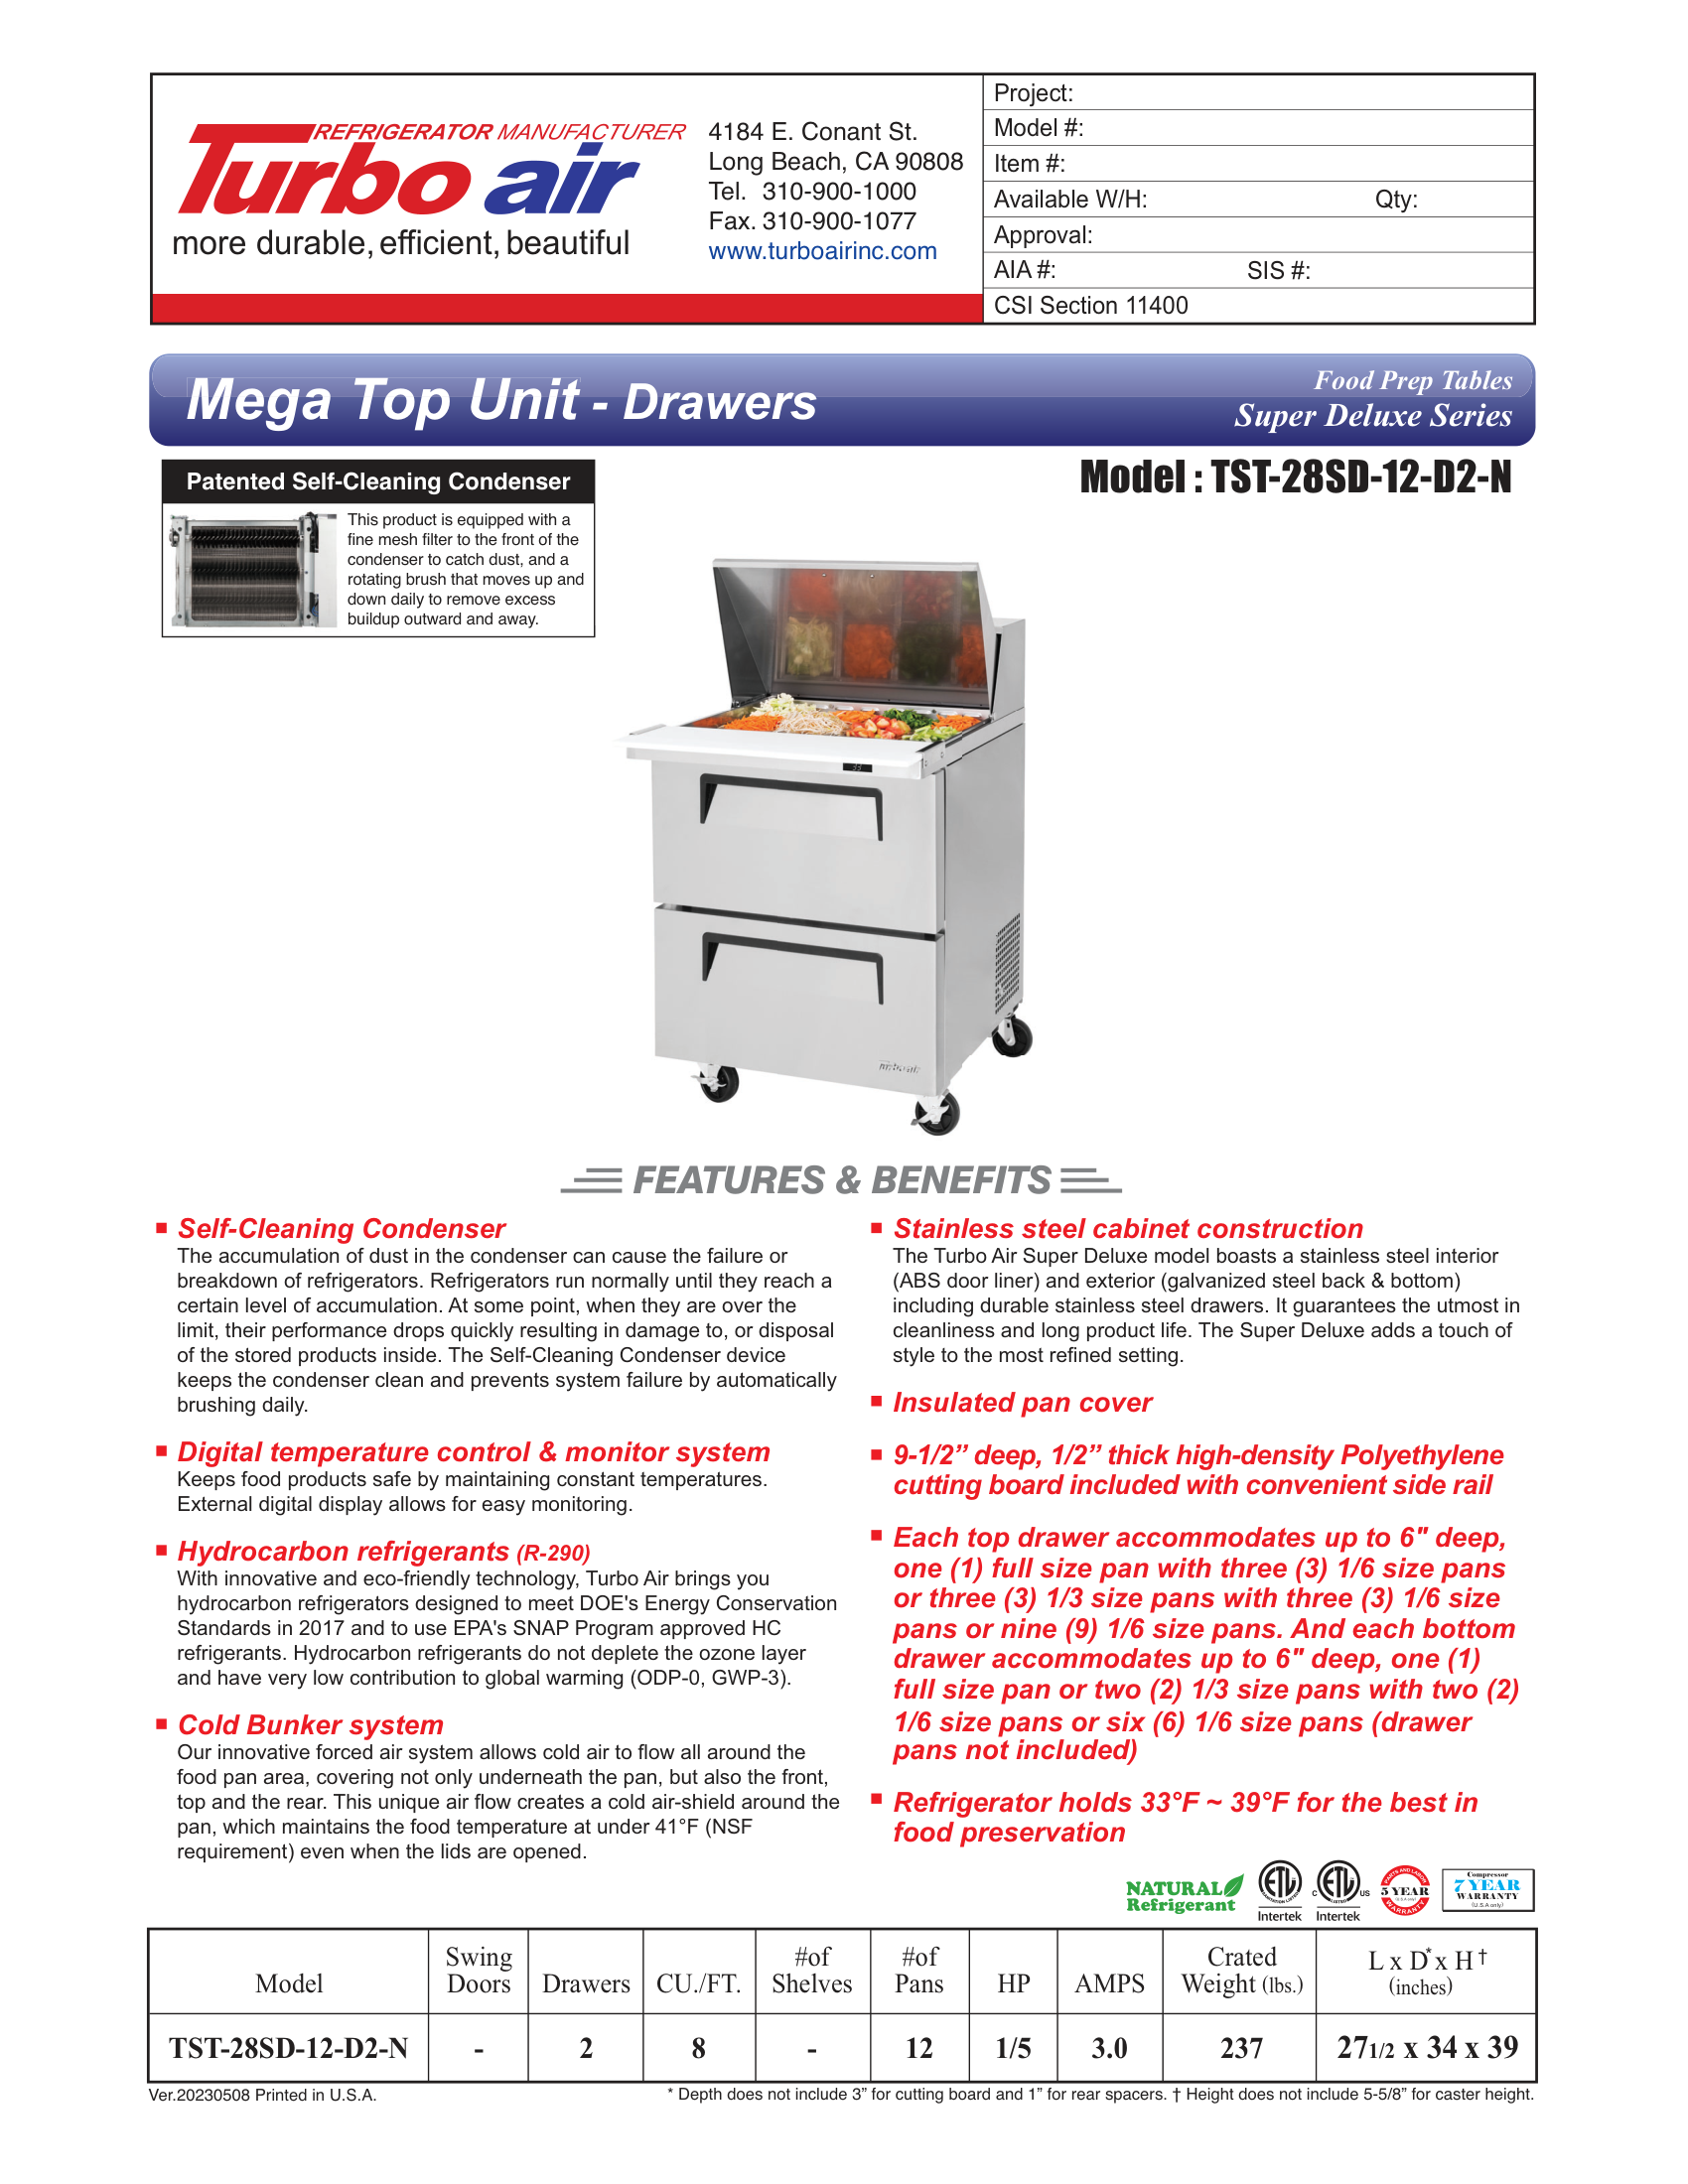 REFRIGERATOR MANUFACTURER
Turbo air
more durable, efficient, beautiful
4184 E. Conant St.
Long Beach, CA 90808
Tel. 310-900-1000
Fax. 310-900-1077
www.turboairinc.com
Project:
Model #:
Item #:
Available W/H: Qty:
Approval:
AIA #: SIS #:
CSI Section 11400
Mega Top Unit - Drawers
Food Prep Tables
Super Deluxe Series
Model : TST-28SD-12-D2-N
Patented Self-Cleaning Condenser
This product is equipped with a
fine mesh filter to the front of the
condenser to catch dust, and a
rotating brush that moves up and
down daily to remove excess
buildup outward and away.
33
turbo air
FEATURES & BENEFITS
■ Self-Cleaning Condenser
The accumulation of dust in the condenser can cause the failure or
breakdown of refrigerators. Refrigerators run normally until they reach a
certain level of accumulation. At some point, when they are over the
limit, their performance drops quickly resulting in damage to, or disposal
of the stored products inside. The Self-Cleaning Condenser device
keeps the condenser clean and prevents system failure by automatically
brushing daily.
■ Digital temperature control & monitor system
Keeps food products safe by maintaining constant temperatures.
External digital display allows for easy monitoring.
■ Hydrocarbon refrigerants (R-290)
With innovative and eco-friendly technology, Turbo Air brings you
hydrocarbon refrigerators designed to meet DOE's Energy Conservation
Standards in 2017 and to use EPA's SNAP Program approved HC
refrigerants. Hydrocarbon refrigerants do not deplete the ozone layer
and have very low contribution to global warming (ODP-0, GWP-3).
■ Cold Bunker system
Our innovative forced air system allows cold air to flow all around the
food pan area, covering not only underneath the pan, but also the front,
top and the rear. This unique air flow creates a cold air-shield around the
pan, which maintains the food temperature at under 41°F (NSF
requirement) even when the lids are opened.
■ Stainless steel cabinet construction
The Turbo Air Super Deluxe model boasts a stainless steel interior
(ABS door liner) and exterior (galvanized steel back & bottom)
including durable stainless steel drawers. It guarantees the utmost in
cleanliness and long product life. The Super Deluxe adds a touch of
style to the most refined setting.
■ Insulated pan cover
■ 9-1/2” deep, 1/2” thick high-density Polyethylene
cutting board included with convenient side rail
■ Each top drawer accommodates up to 6" deep,
one (1) full size pan with three (3) 1/6 size pans
or three (3) 1/3 size pans with three (3) 1/6 size
pans or nine (9) 1/6 size pans. And each bottom
drawer accommodates up to 6" deep, one (1)
full size pan or two (2) 1/3 size pans with two (2)
1/6 size pans or six (6) 1/6 size pans (drawer
pans not included)
■ Refrigerator holds 33°F ~ 39°F for the best in
food preservation
NATURAL
Refrigerant
ETL
SANITATION LISTED
Intertek
C ETL US
LISTED
Intertek
PARTS AND LABOR
5 YEAR
(U.S.A only)
WARRANTY
Compressor
7 YEAR
WARRANTY
(U.S.A only)
Model Swing Doors Drawers CU./FT. #of Shelves #of Pans HP AMPS Crated Weight (lbs.) L x D* x H† (inches)
TST-28SD-12-D2-N - 2 8 - 12 1/5 3.0 237 27 1/2 x 34 x 39
Ver.20230508 Printed in U.S.A.
* Depth does not include 3” for cutting board and 1” for rear spacers. † Height does not include 5-5/8” for caster height.